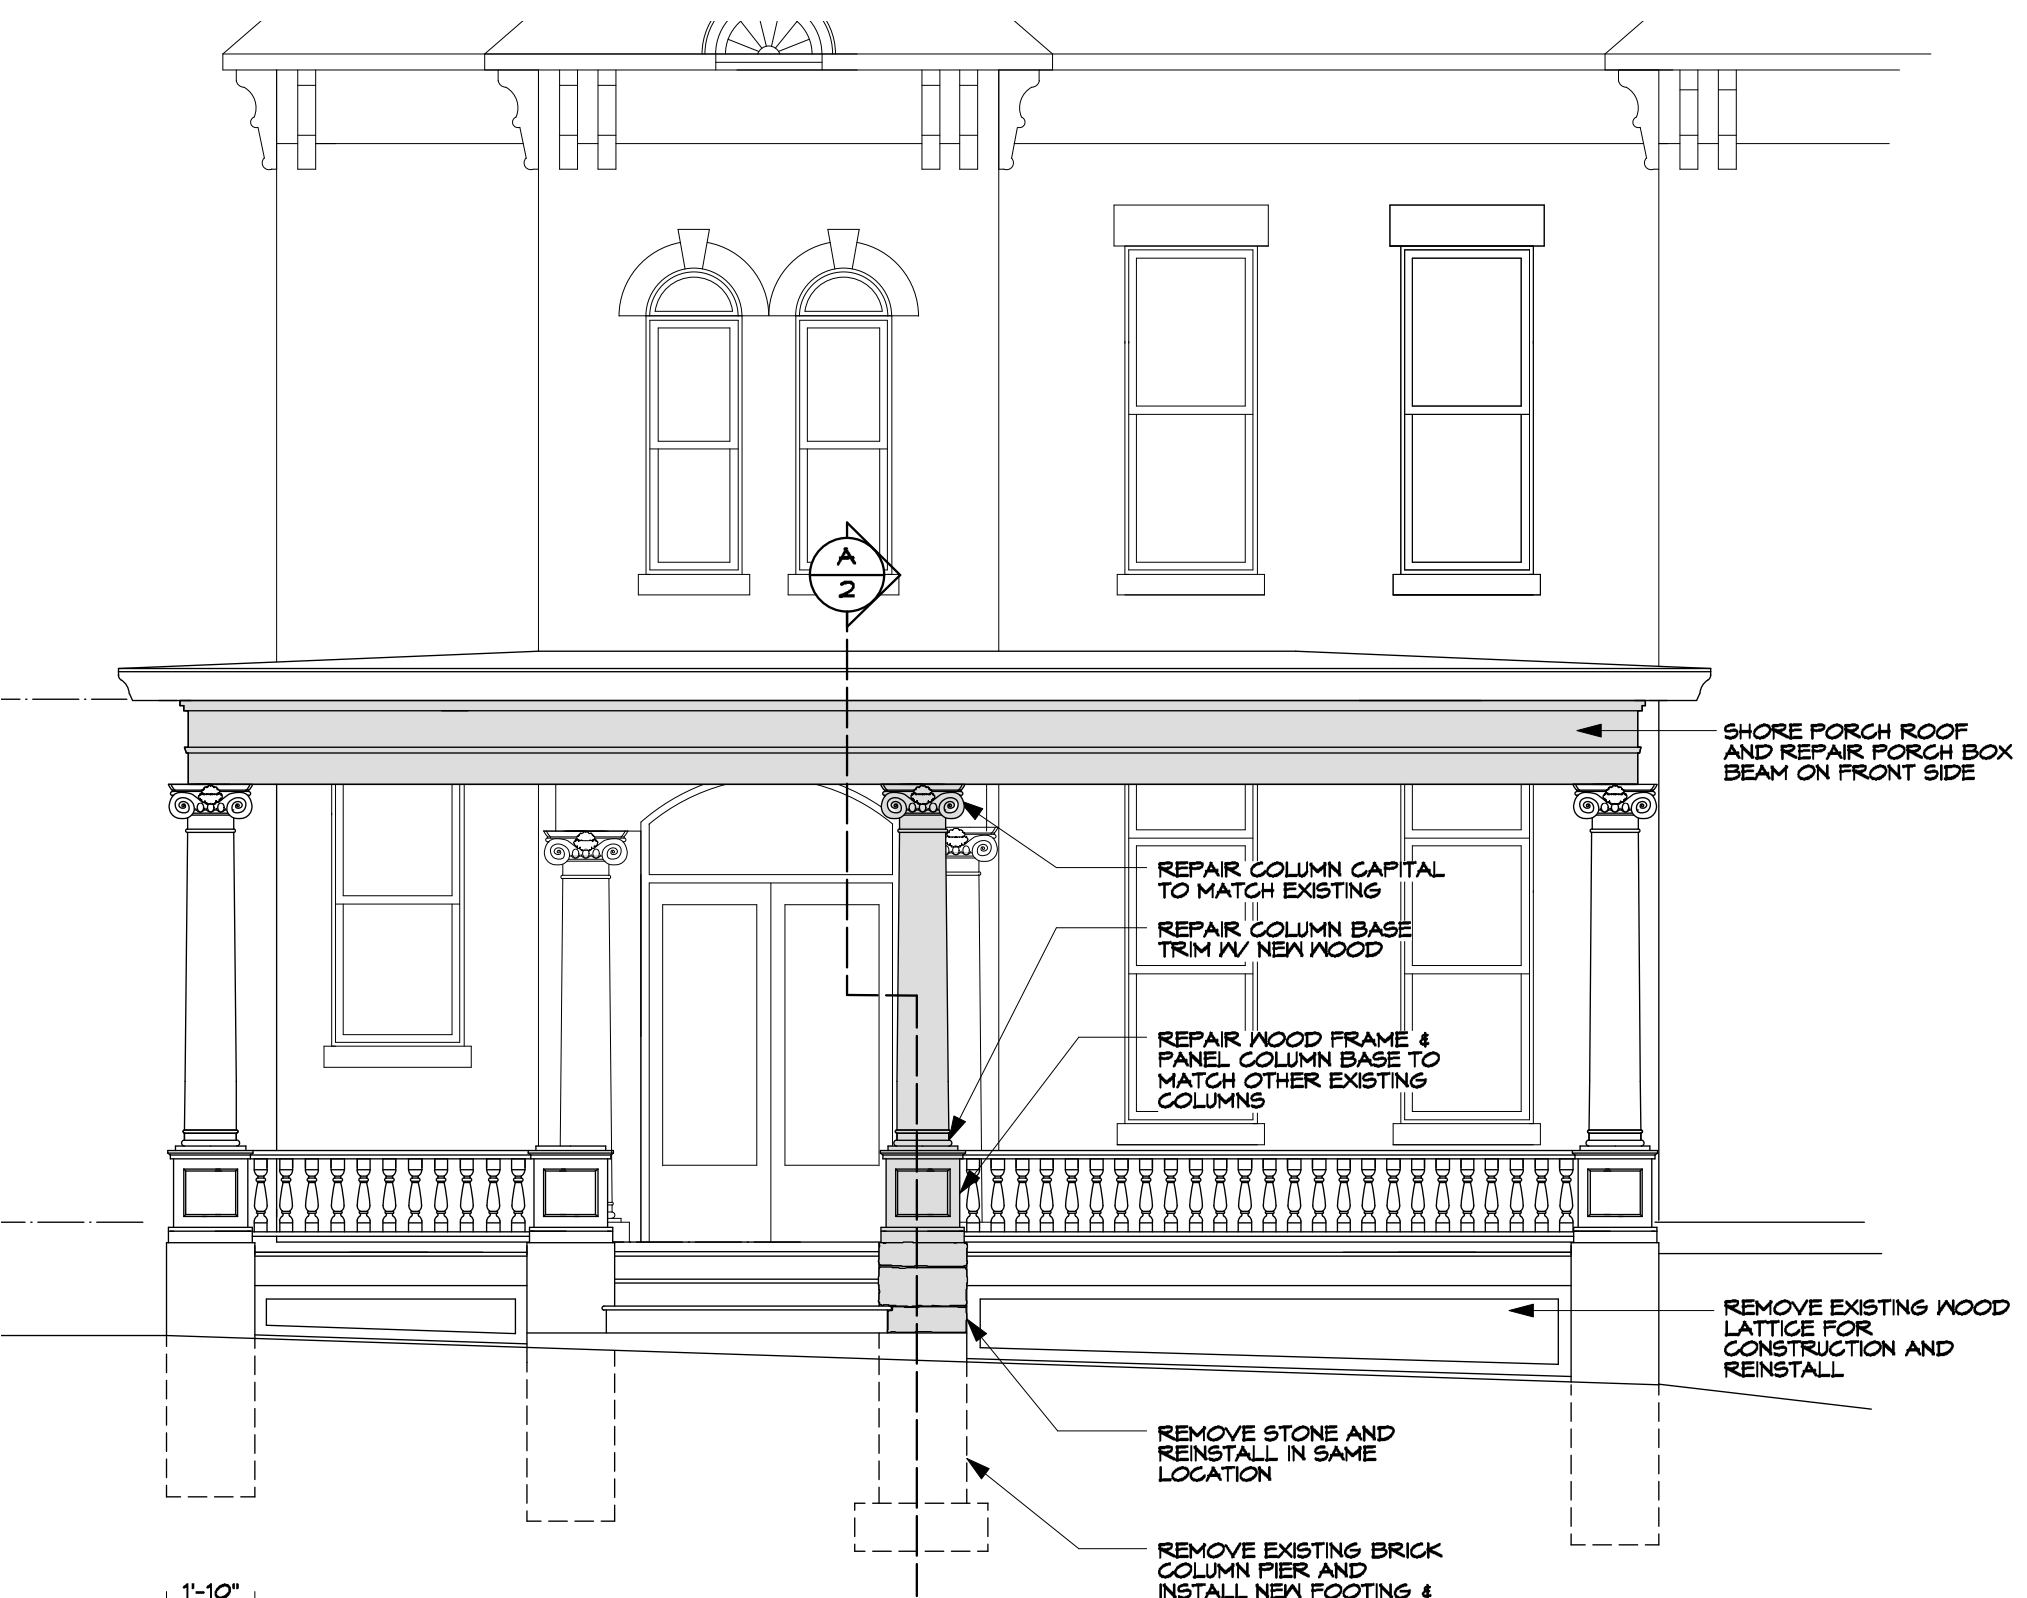 A
2
SHORE PORCH ROOF
AND REPAIR PORCH BOX
BEAM ON FRONT SIDE
REPAIR COLUMN CAPITAL
TO MATCH EXISTING
REPAIR COLUMN BASE
TRIM W/ NEW WOOD
REPAIR WOOD FRAME &
PANEL COLUMN BASE TO
MATCH OTHER EXISTING
COLUMNS
REMOVE EXISTING WOOD
LATTICE FOR
CONSTRUCTION AND
REINSTALL
REMOVE STONE AND
REINSTALL IN SAME
LOCATION
REMOVE EXISTING BRICK
COLUMN PIER AND
INSTALL NEW FOOTING &
1'-10"